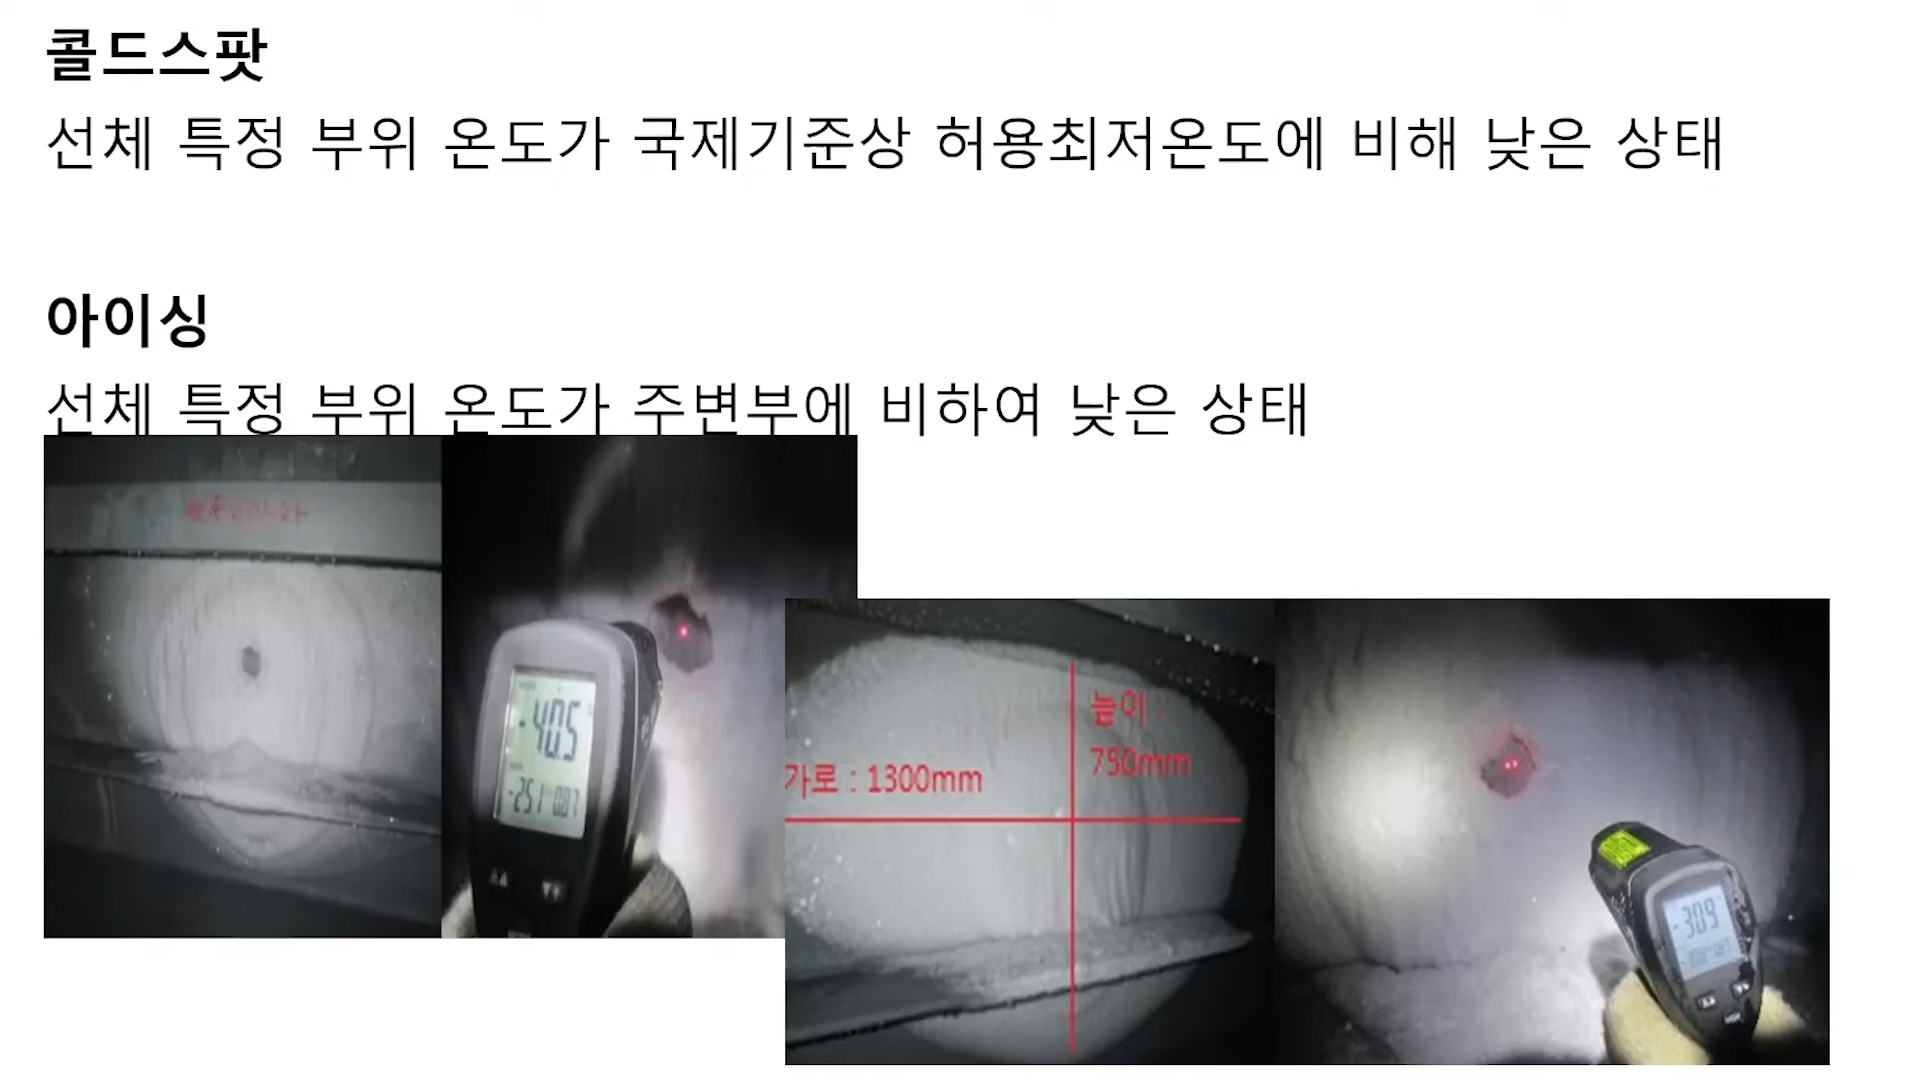 콜드스팟
선체 특정 부위 온도가 국제기준상 허용최저온도에 비해 낮은 상태
아이싱
선체 특정 부위 온도가 주변부에 비하여 낮은 상태
-40.5
높이 :
750mm
가로 : 1300mm
-30.9